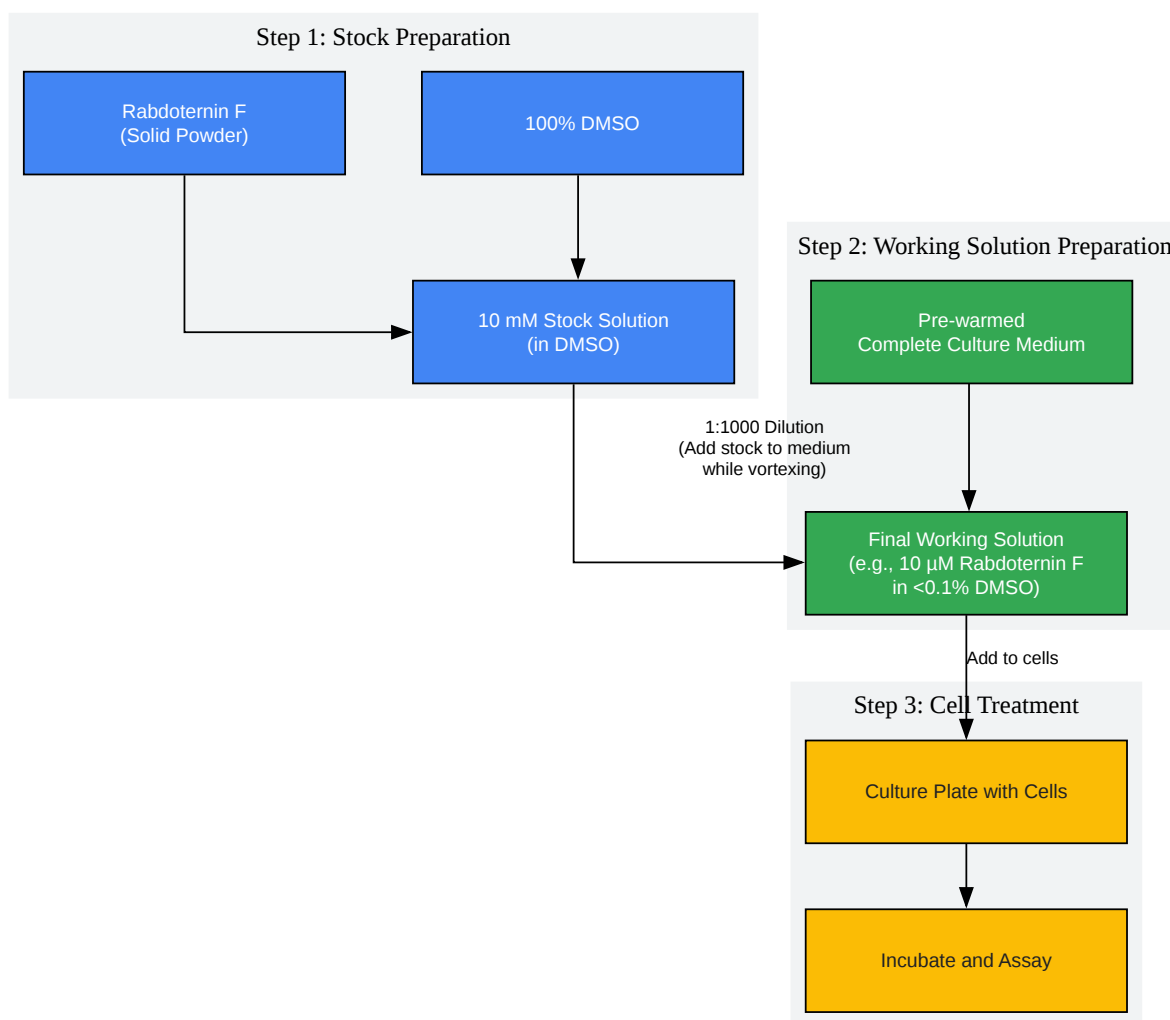 Step 1: Stock Preparation
Rabdoternin F
(Solid Powder)
100% DMSO
10 mM Stock Solution
(in DMSO)
Step 2: Working Solution Preparation
Pre-warmed
Complete Culture Medium
1:1000 Dilution
(Add stock to medium
while vortexing)
Final Working Solution
(e.g., 10 µM Rabdoternin F
in <0.1% DMSO)
Add to cells
Step 3: Cell Treatment
Culture Plate with Cells
Incubate and Assay